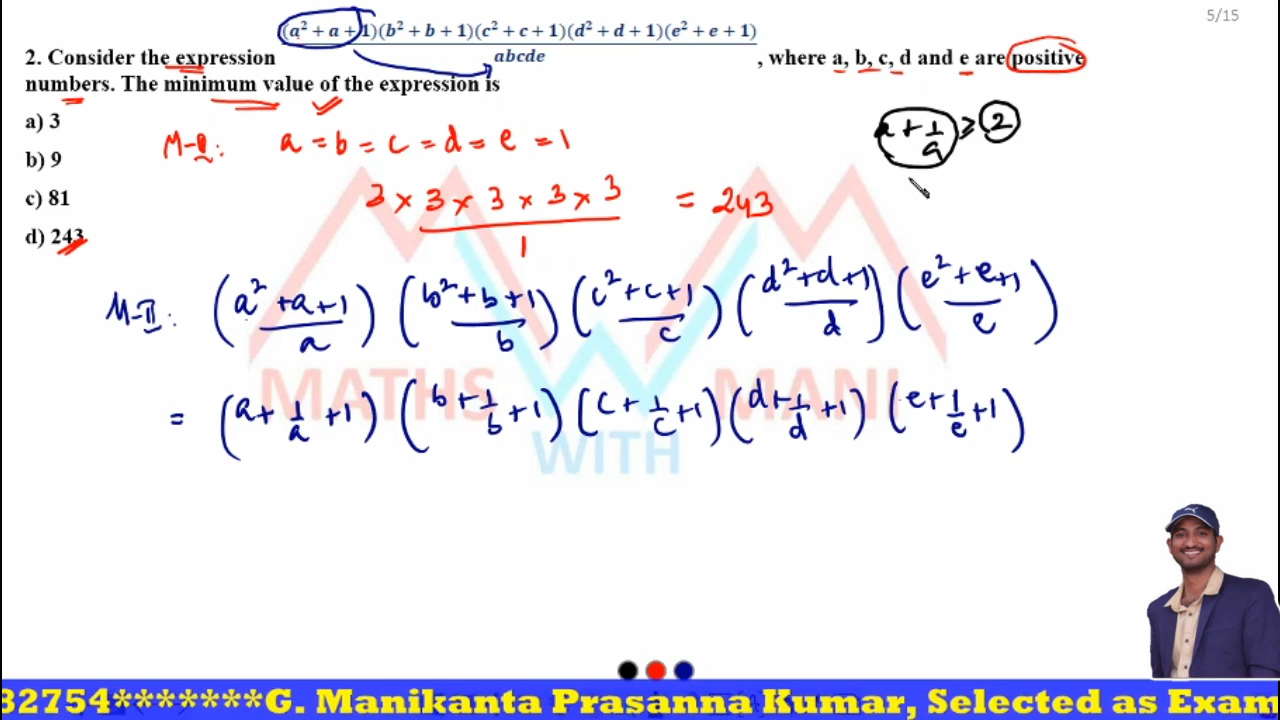 5/15
2. Consider the expression (a² + a + 1)(b² + b + 1)(c² + c + 1)(d² + d + 1)(e² + e + 1) / abcde , where a, b, c, d and e are positive
numbers. The minimum value of the expression is
a) 3
b) 9
c) 81
d) 243
a + 1/a ≥ 2
a = b = c = d = e = 1
3 × 3 × 3 × 3 × 3 / 1 = 243
M-II: (a² + a + 1 / a) (b² + b + 1 / b) (c² + c + 1 / c) (d² + d + 1 / d) (e² + e + 1 / e)
= (a + 1/a + 1) (b + 1/b + 1) (c + 1/c + 1) (d + 1/d + 1) (e + 1/e + 1)
MATHS WITH MANI
32754*******G. Manikanta Prasanna Kumar, Selected as Exam